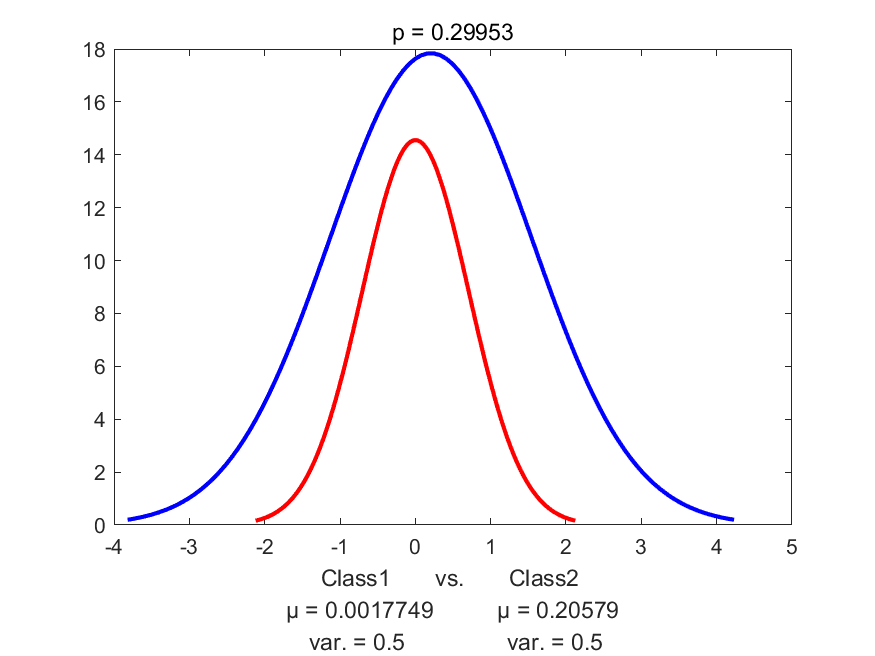 p = 0.29953
18
16
14
12
10
8
6
4
2
0
-4 -3 -2 -1 0 1 2 3 4 5
Class1 vs. Class2
μ = 0.0017749 μ = 0.20579
var. = 0.5 var. = 0.5